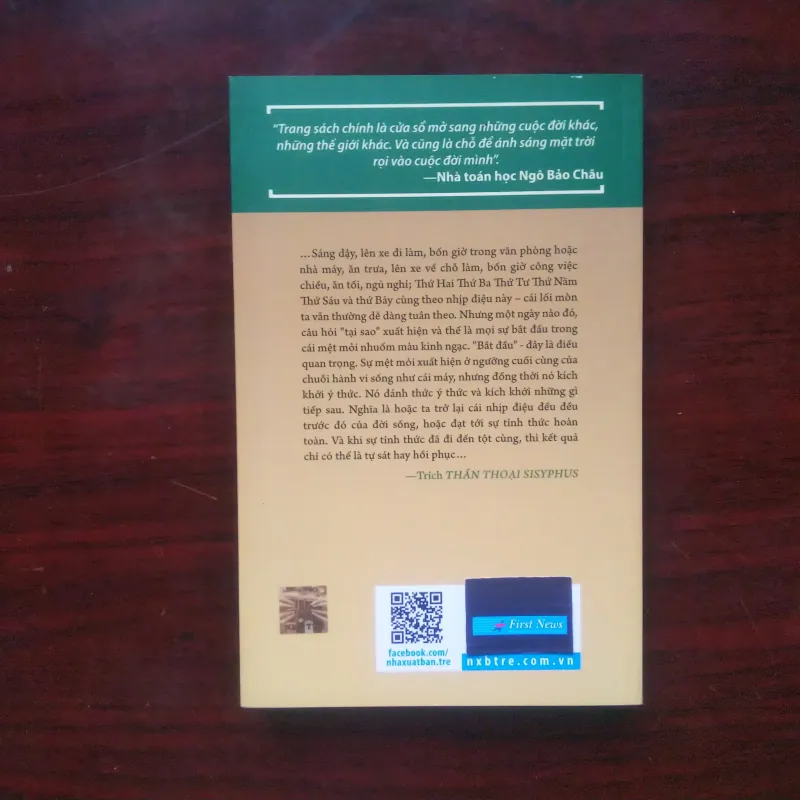 “Trang sách chính là cửa sổ mở sang những cuộc đời khác,
những thế giới khác. Và cũng là chỗ để ánh sáng mặt trời
rọi vào cuộc đời mình”.
—Nhà toán học Ngô Bảo Châu
…Sáng dậy, lên xe đi làm, bốn giờ trong văn phòng hoặc
nhà máy, ăn trưa, lên xe về chỗ làm, bốn giờ công việc
chiều, ăn tối, ngủ nghỉ; Thứ Hai Thứ Ba Thứ Tư Thứ Năm
Thứ Sáu và thứ Bảy cùng theo nhịp điệu này – cái lối mòn
ta vẫn thường dễ dàng tuân theo. Nhưng một ngày nào đó,
câu hỏi "tại sao" xuất hiện và thế là mọi sự bắt đầu trong
cái mệt mỏi nhuốm màu kinh ngạc. "Bắt đầu" - đây là điều
quan trọng. Sự mệt mỏi xuất hiện ở ngưỡng cuối cùng của
chuỗi hành vi sống như cái máy, nhưng đồng thời nó kích
khởi ý thức. Nó đánh thức ý thức và kích khởi những gì
tiếp sau. Nghĩa là hoặc ta trở lại cái nhịp điệu đều đều
trước đó của đời sống, hoặc đạt tới sự tỉnh thức hoàn
toàn. Và khi sự tỉnh thức đã đi đến tột cùng, thì kết quả
chỉ có thể là tự sát hay hồi phục…
—Trích THẦN THOẠI SISYPHUS
First News
facebook.com/
nhaxuatban.tre
nxbtre.com.vn